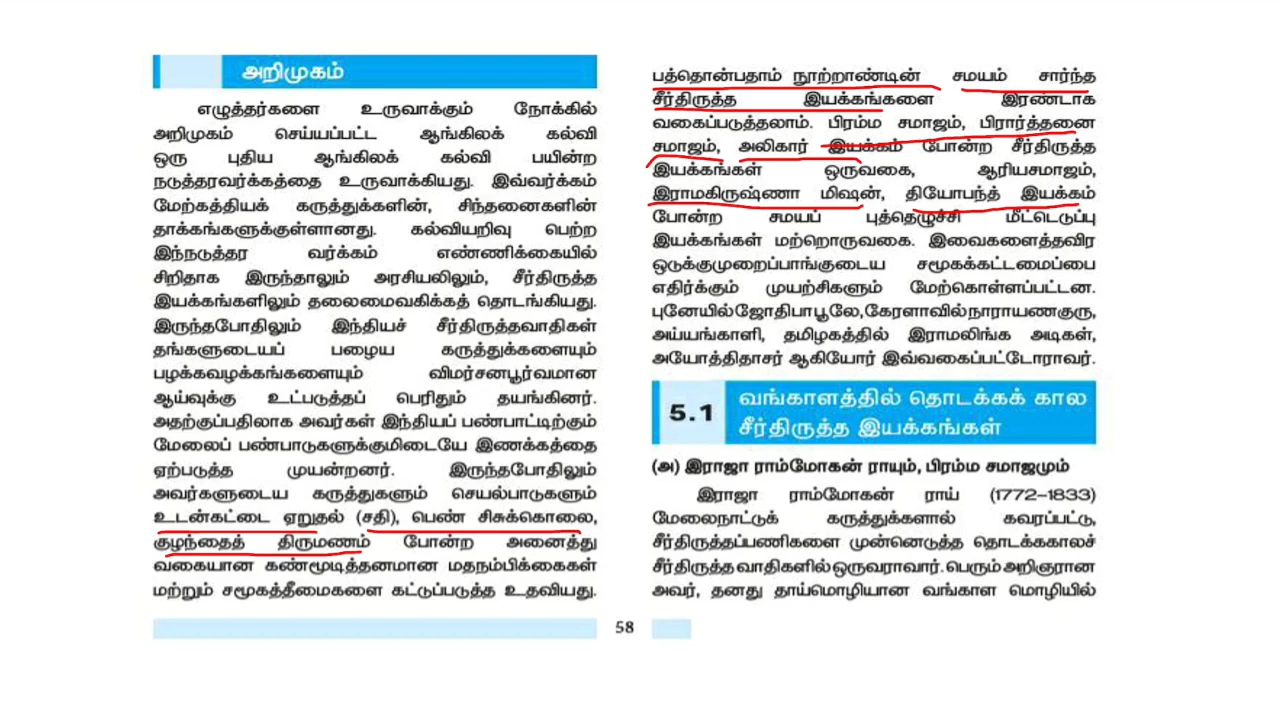 அறிமுகம்
எழுத்தர்களை உருவாக்கும் நோக்கில்
அறிமுகம் செய்யப்பட்ட ஆங்கிலக் கல்வி
ஒரு புதிய ஆங்கிலக் கல்வி பயின்ற
நடுத்தரவர்க்கத்தை உருவாக்கியது. இவ்வர்க்கம்
மேற்கத்தியக் கருத்துக்களின், சிந்தனைகளின்
தாக்கங்களுக்குள்ளானது. கல்வியறிவு பெற்ற
இந்நடுத்தர வர்க்கம் எண்ணிக்கையில்
சிறிதாக இருந்தாலும் அரசியலிலும், சீர்திருத்த
இயக்கங்களிலும் தலைமைவகிக்கத் தொடங்கியது.
இருந்தபோதிலும் இந்தியச் சீர்திருத்தவாதிகள்
தங்களுடையப் பழைய கருத்துக்களையும்
பழக்கவழக்கங்களையும் விமர்சனபூர்வமான
ஆய்வுக்கு உட்படுத்தப் பெரிதும் தயங்கினர்.
அதற்குப்பதிலாக அவர்கள் இந்தியப் பண்பாட்டிற்கும்
மேலைப் பண்பாடுகளுக்குமிடையே இணக்கத்தை
ஏற்படுத்த முயன்றனர். இருந்தபோதிலும்
அவர்களுடைய கருத்துகளும் செயல்பாடுகளும்
உடன்கட்டை ஏறுதல் (சதி), பெண் சிசுக்கொலை,
குழந்தைத் திருமணம் போன்ற அனைத்து
வகையான கண்மூடித்தனமான மதநம்பிக்கைகள்
மற்றும் சமூகத்தீமைகளை கட்டுப்படுத்த உதவியது.
பத்தொன்பதாம் நூற்றாண்டின் சமயம் சார்ந்த
சீர்திருத்த இயக்கங்களை இரண்டாக
வகைப்படுத்தலாம். பிரம்ம சமாஜம், பிரார்த்தனை
சமாஜம், அலிகார் இயக்கம் போன்ற சீர்திருத்த
இயக்கங்கள் ஒருவகை, ஆரியசமாஜம்,
இராமகிருஷ்ணா மிஷன், தியோபந்த் இயக்கம்
போன்ற சமயப் புத்தெழுச்சி மீட்டெடுப்பு
இயக்கங்கள் மற்றொருவகை. இவைகளைத்தவிர
ஒடுக்குமுறைப்பாங்குடைய சமூகக்கட்டமைப்பை
எதிர்க்கும் முயற்சிகளும் மேற்கொள்ளப்பட்டன.
புனேயில் ஜோதிபா பூலே, கேரளாவில் நாராயண குரு,
அய்யங்காளி, தமிழகத்தில் இராமலிங்க அடிகள்,
அயோத்திதாசர் ஆகியோர் இவ்வகைப்பட்டோராவர்.
5.1 வங்காளத்தில் தொடக்கக் கால
சீர்திருத்த இயக்கங்கள்
(அ) இராஜா ராம்மோகன் ராயும், பிரம்ம சமாஜமும்
இராஜா ராம்மோகன் ராய் (1772–1833)
மேலைநாட்டுக் கருத்துக்களால் கவரப்பட்டு,
சீர்திருத்தப்பணிகளை முன்னெடுத்த தொடக்ககாலச்
சீர்திருத்த வாதிகளில் ஒருவராவார். பெரும் அறிஞரான
அவர், தனது தாய்மொழியான வங்காள மொழியில்
58